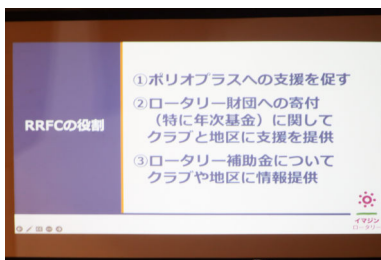 RRFCの役割
①ポリオプラスへの支援を促す
②ロータリー財団への寄付
（特に年次基金）に関して
クラブと地区に支援を提供
③ロータリー補助金について
クラブや地区に情報提供
イマジン
ロータリー